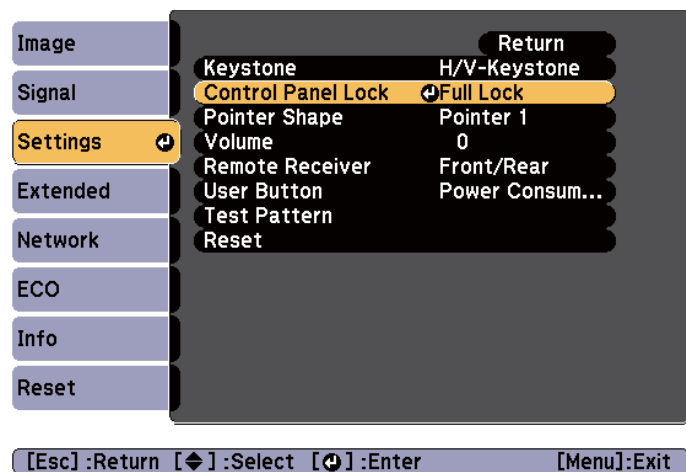 Image
Signal
Settings
Extended
Network
ECO
Info
Reset
Return
Keystone H/V-Keystone
Control Panel Lock Full Lock
Pointer Shape Pointer 1
Volume 0
Remote Receiver Front/Rear
User Button Power Consum...
Test Pattern
Reset
[Esc] :Return [◆] :Select [↵] :Enter [Menu]:Exit